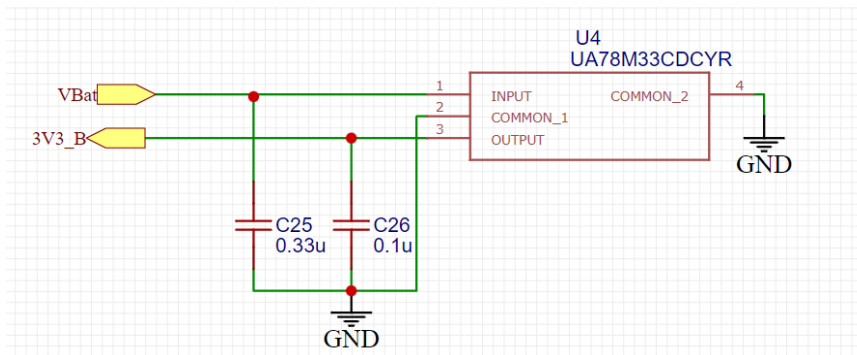 U4
UA78M33CDCYR
VBat
1
INPUT
COMMON_2
4
2
COMMON_1
3V3_B
3
OUTPUT
GND
C25
0.33u
C26
0.1u
GND